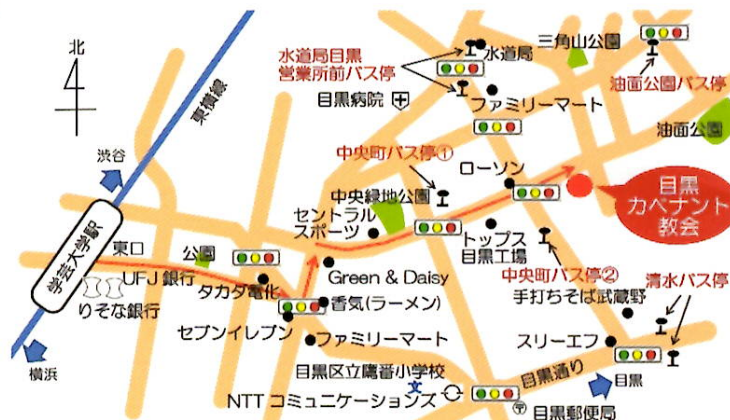 北
東横線
渋谷
学芸大学駅
横浜
東口
公園
UFJ 銀行
りそな銀行
タカダ電化
セブンイレブン
香気(ラーメン)
ファミリーマート
Green & Daisy
セントラル
スポーツ
中央緑地公園
中央町バス停①
水道局目黒
営業所前バス停
水道局
目黒病院
ファミリーマート
三角山公園
油面公園バス停
油面公園
ローソン
目黒
カベナント
教会
トップス
目黒工場
中央町バス停②
手打ちそば武蔵野
清水バス停
スリーエフ
目黒通り
目黒
目黒区立鷹番小学校
文
NTT コミュニケーションズ
〒
目黒郵便局